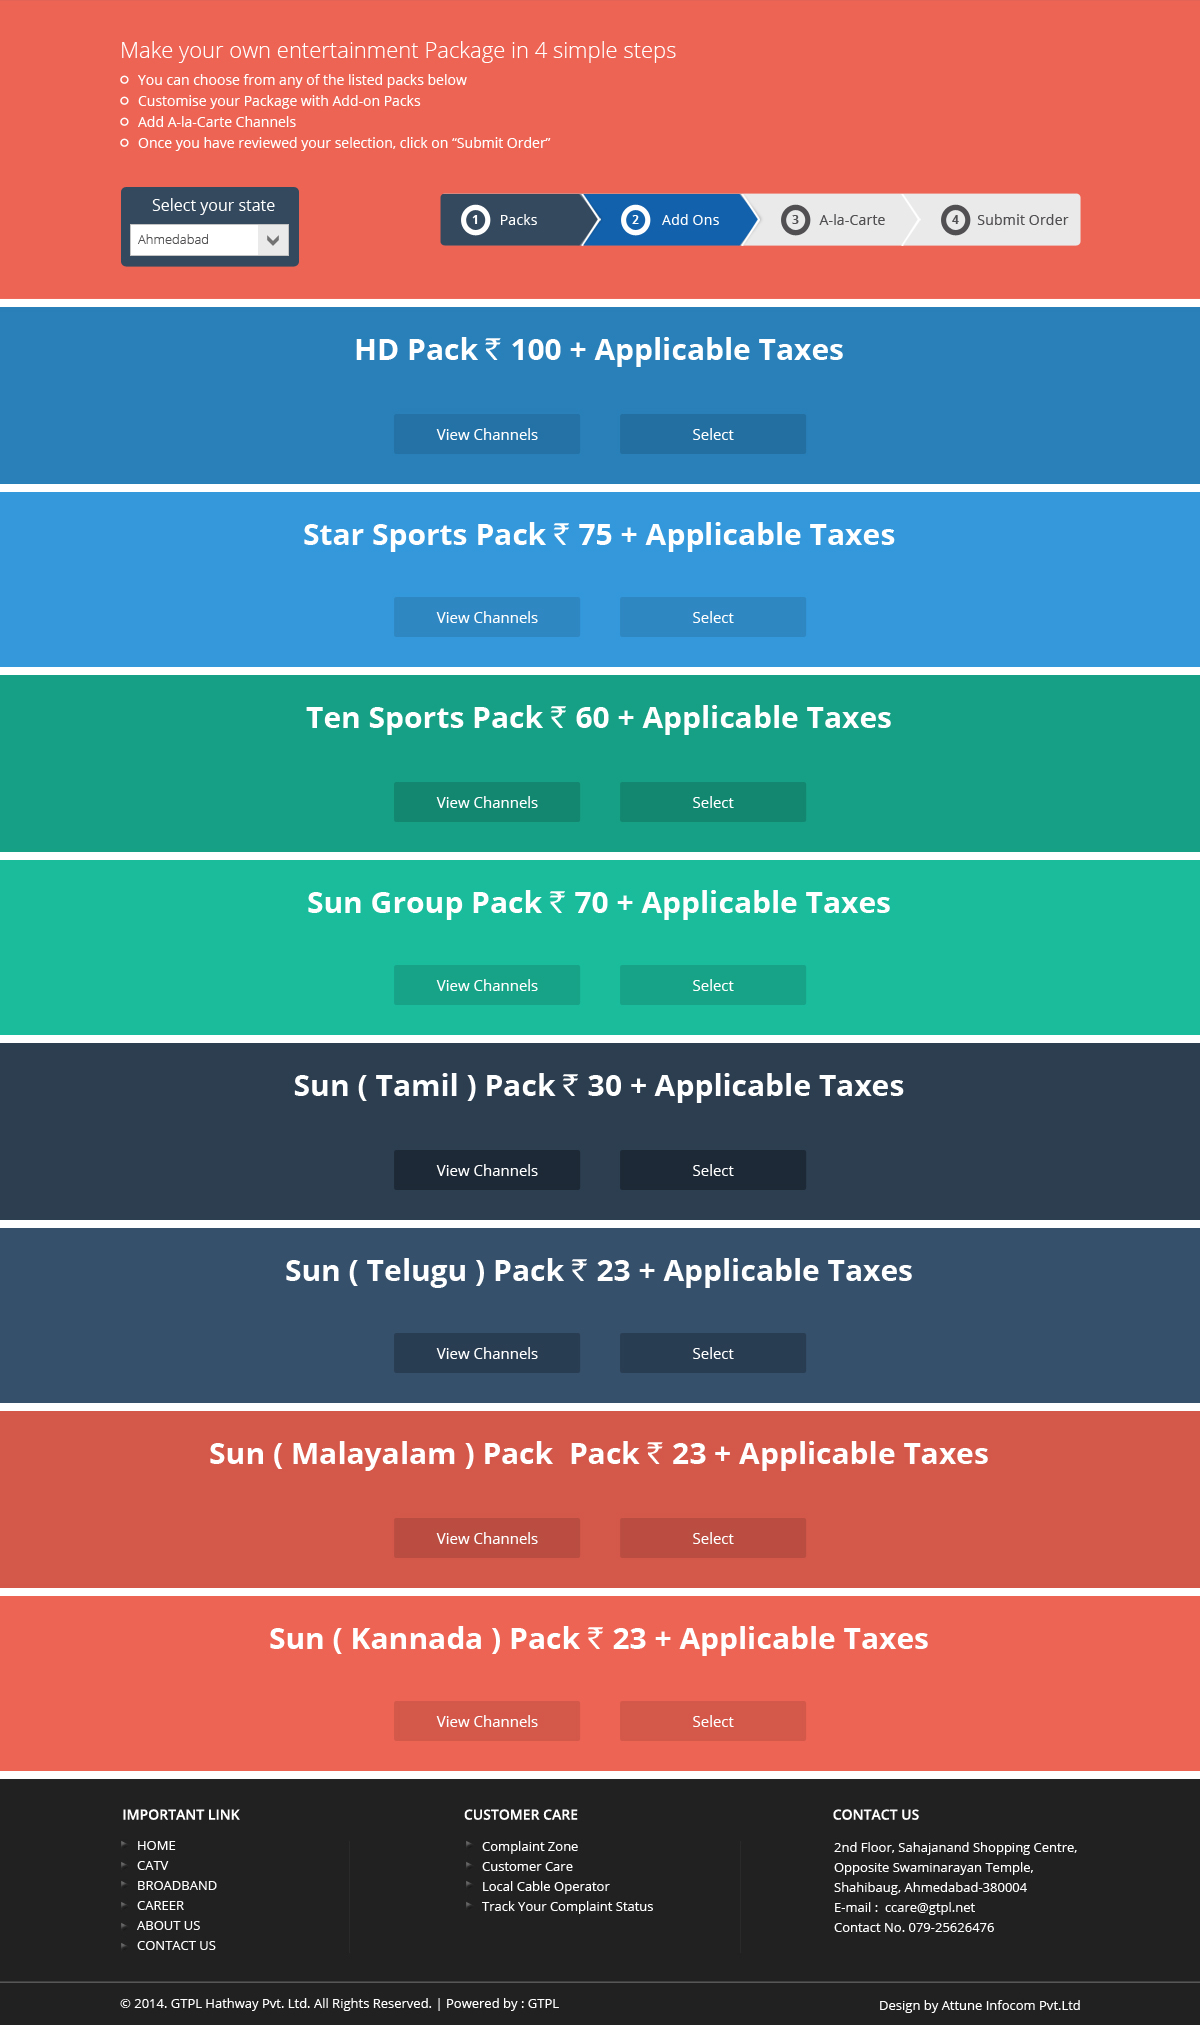 Make your own entertainment Package in 4 simple steps
You can choose from any of the listed packs below
Customise your Package with Add-on Packs
Add A-la-Carte Channels
Once you have reviewed your selection, click on “Submit Order”
Select your state
Ahmedabad
1 Packs 2 Add Ons 3 A-la-Carte 4 Submit Order
HD Pack ₹ 100 + Applicable Taxes
View Channels Select
Star Sports Pack ₹ 75 + Applicable Taxes
View Channels Select
Ten Sports Pack ₹ 60 + Applicable Taxes
View Channels Select
Sun Group Pack ₹ 70 + Applicable Taxes
View Channels Select
Sun ( Tamil ) Pack ₹ 30 + Applicable Taxes
View Channels Select
Sun ( Telugu ) Pack ₹ 23 + Applicable Taxes
View Channels Select
Sun ( Malayalam ) Pack  Pack ₹ 23 + Applicable Taxes
View Channels Select
Sun ( Kannada ) Pack ₹ 23 + Applicable Taxes
View Channels Select
IMPORTANT LINK
HOME
CATV
BROADBAND
CAREER
ABOUT US
CONTACT US
CUSTOMER CARE
Complaint Zone
Customer Care
Local Cable Operator
Track Your Complaint Status
CONTACT US
2nd Floor, Sahajanand Shopping Centre,
Opposite Swaminarayan Temple,
Shahibaug, Ahmedabad-380004
E-mail :  ccare@gtpl.net
Contact No. 079-25626476
© 2014. GTPL Hathway Pvt. Ltd. All Rights Reserved. | Powered by : GTPL
Design by Attune Infocom Pvt.Ltd